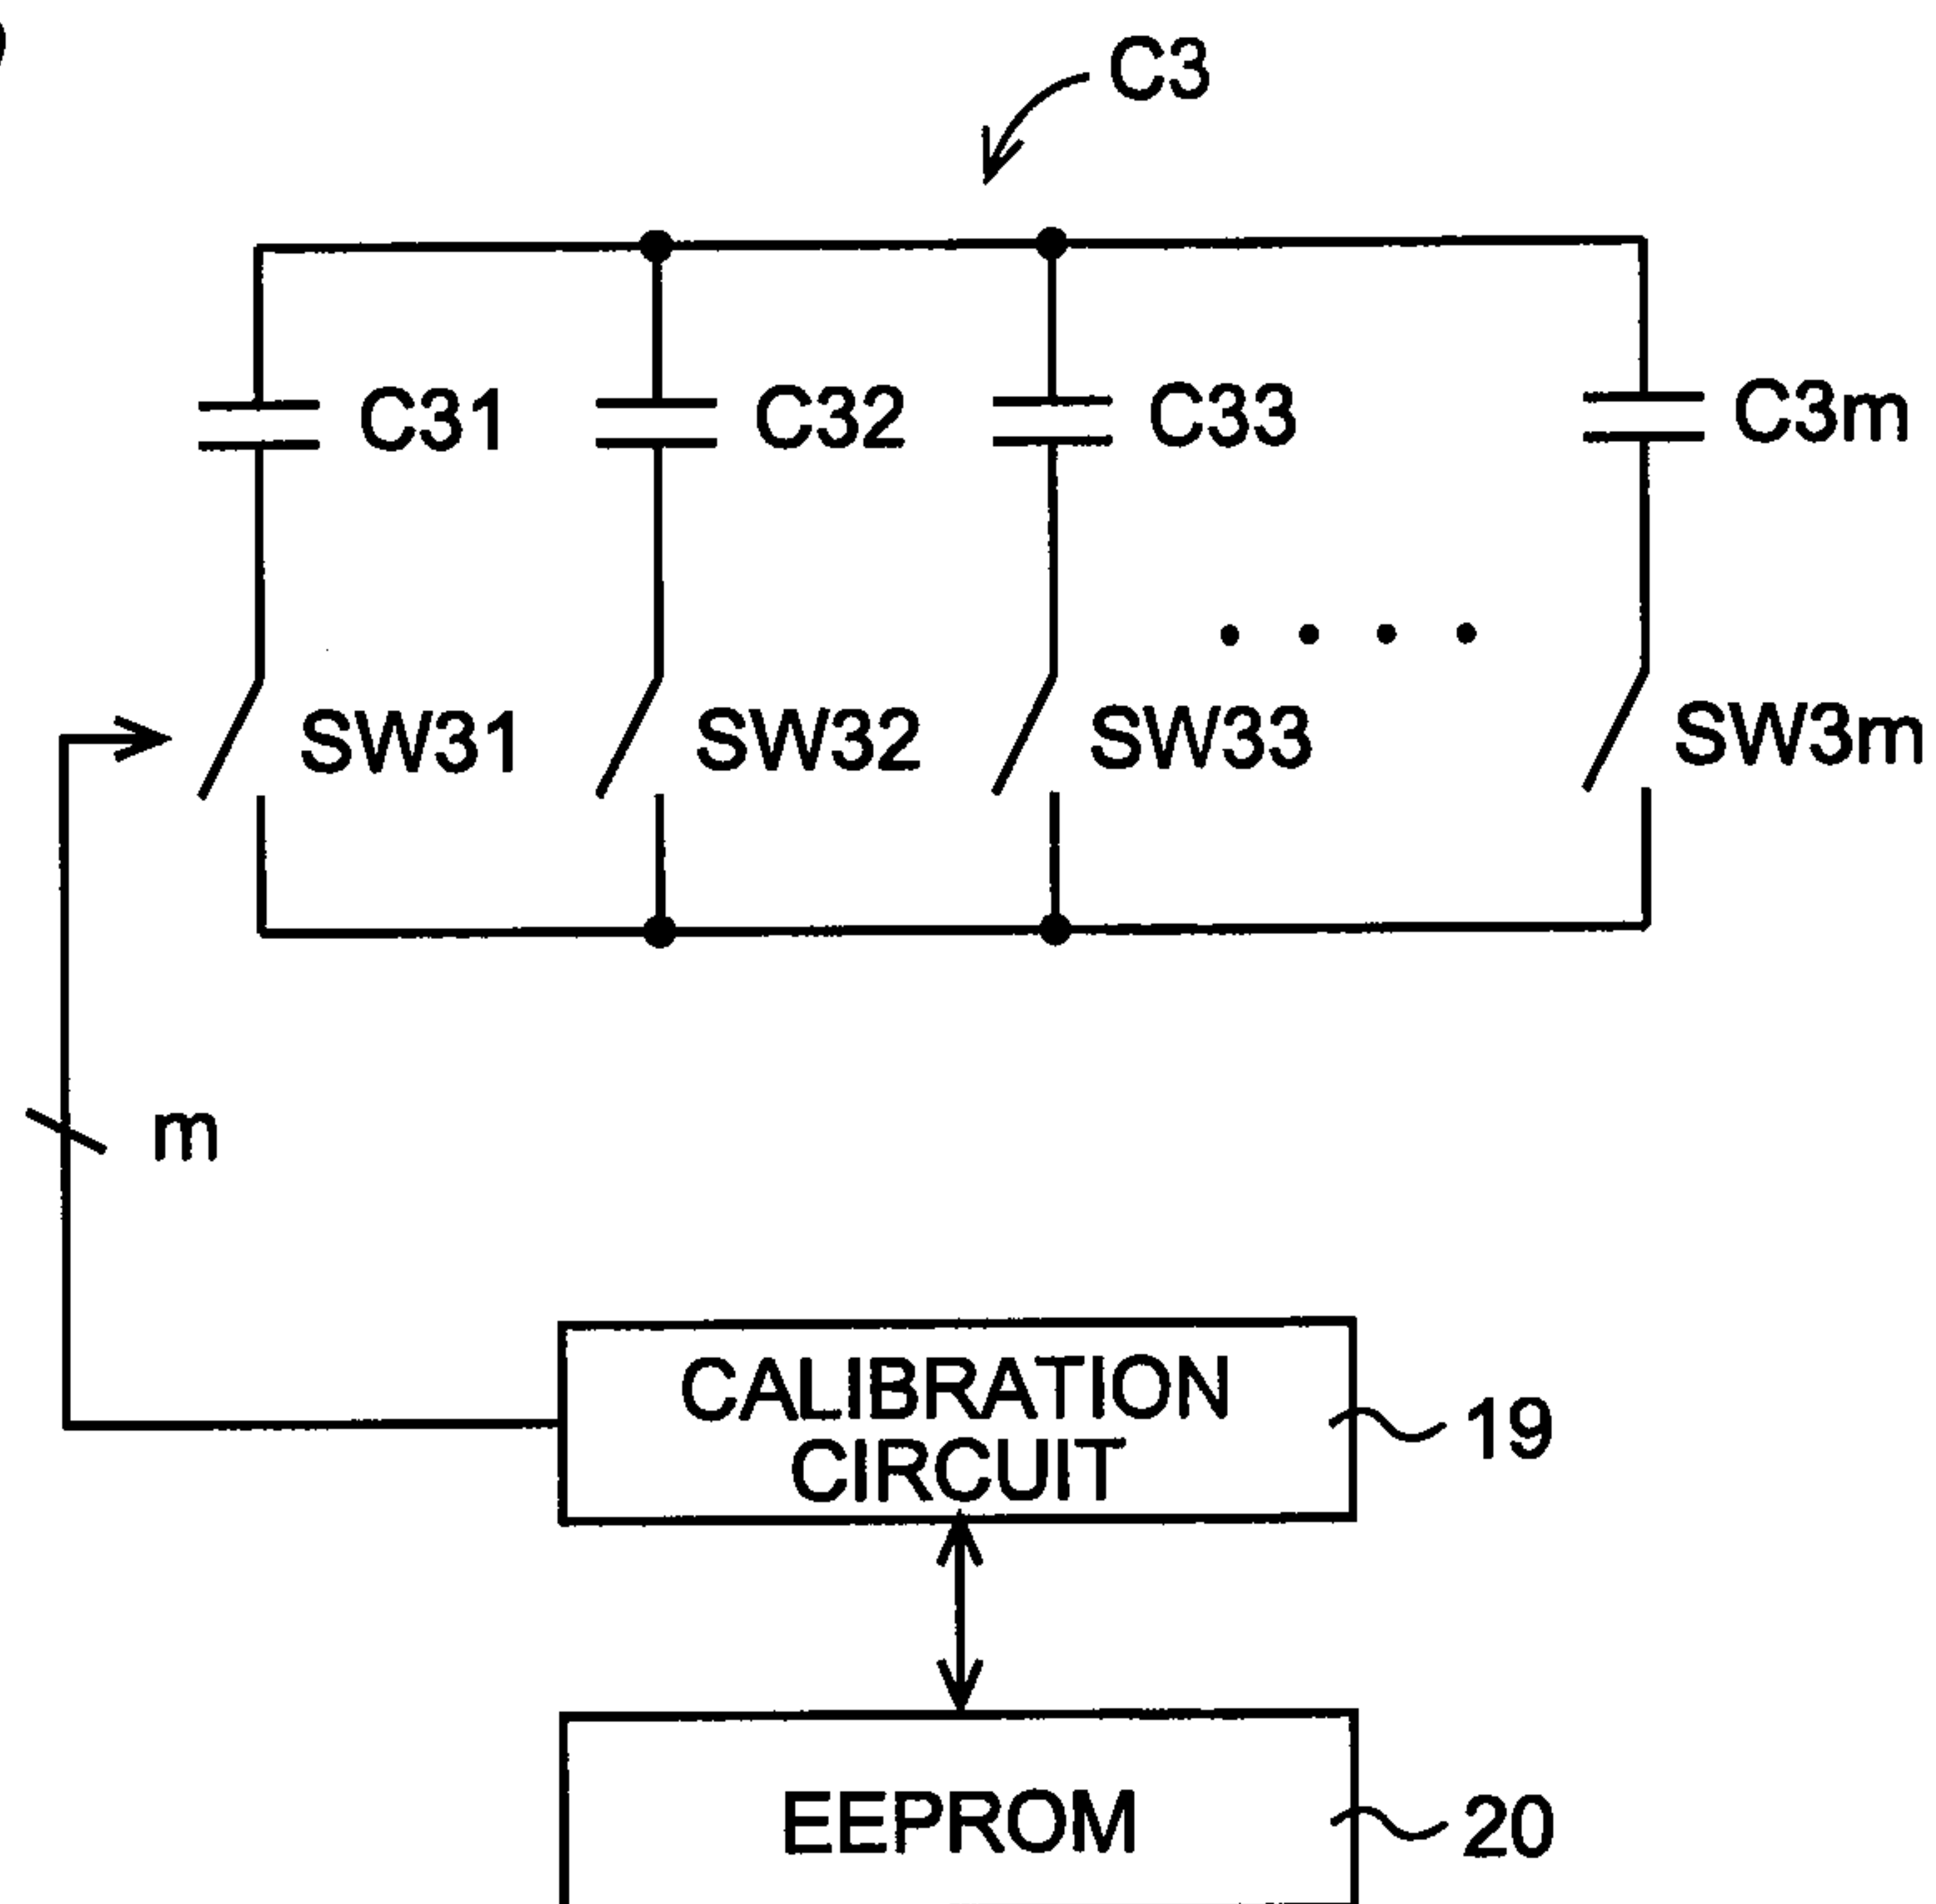 C3
C31 C32 C33 C3m
SW31 SW32 SW33 SW3m
m
CALIBRATION
CIRCUIT
19
EEPROM
20